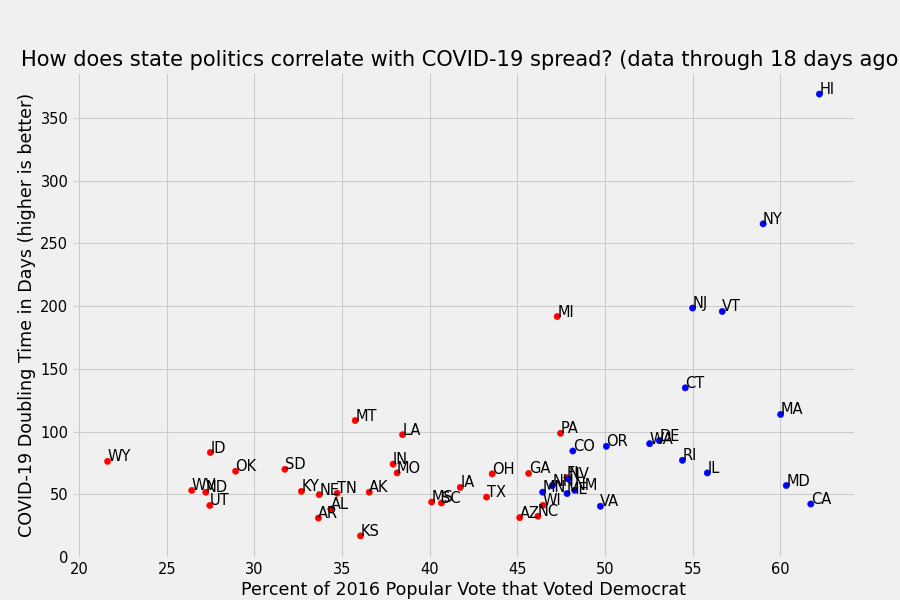 How does state politics correlate with COVID-19 spread? (data through 18 days ago
COVID-19 Doubling Time in Days (higher is better)
350
300
250
200
150
100
50
0
HI
NY
NJ
VT
MI
CT
MT
MA
LA
PA
CO
OR
WA
DE
WY
ID
OK
SD
IN
MO
OH
GA
RI
IL
WV
ND
UT
KY
NE
TN
AL
AR
AK
KS
MS
SC
IA
TX
AZ
NC
WI
MN
NH
FL
NV
ME
NM
VA
MD
CA
20
25
30
35
40
45
50
55
60
Percent of 2016 Popular Vote that Voted Democrat